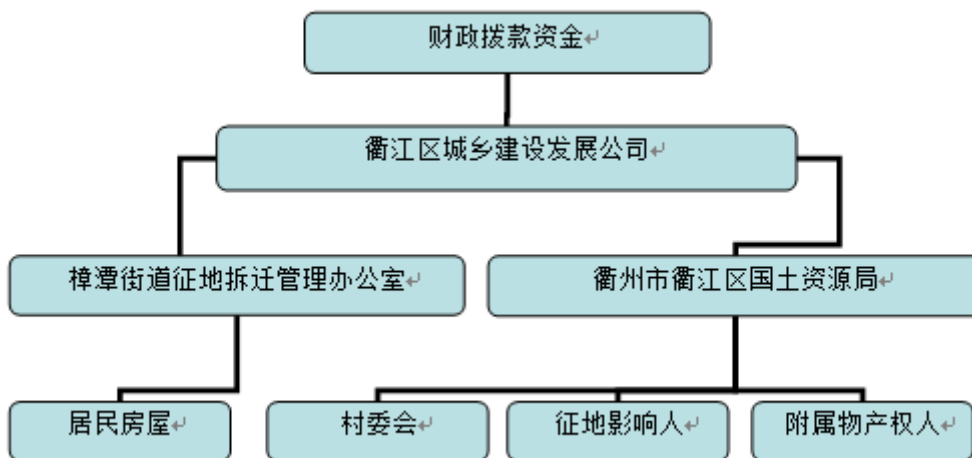 财政拨款资金
衢江区城乡建设发展公司
樟潭街道征地拆迁管理办公室
衢州市衢江区国土资源局
居民房屋
村委会
征地影响人
附属物产权人